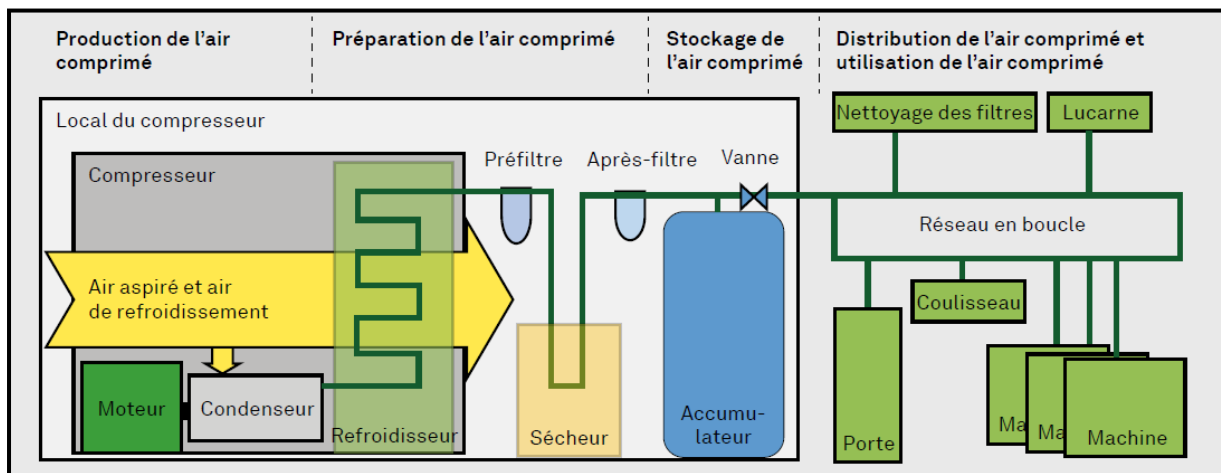 Production de l'air
comprimé
Préparation de l'air comprimé
Stockage de
l'air comprimé
Distribution de l'air comprimé et
utilisation de l'air comprimé
Local du compresseur
Compresseur
Air aspiré et air
de refroidissement
Moteur
Condenseur
Refroidisseur
Préfiltre
Après-filtre
Vanne
Sécheur
Accumu-
lateur
Nettoyage des filtres
Lucarne
Réseau en boucle
Coulisseau
Porte
Ma
Ma
Machine